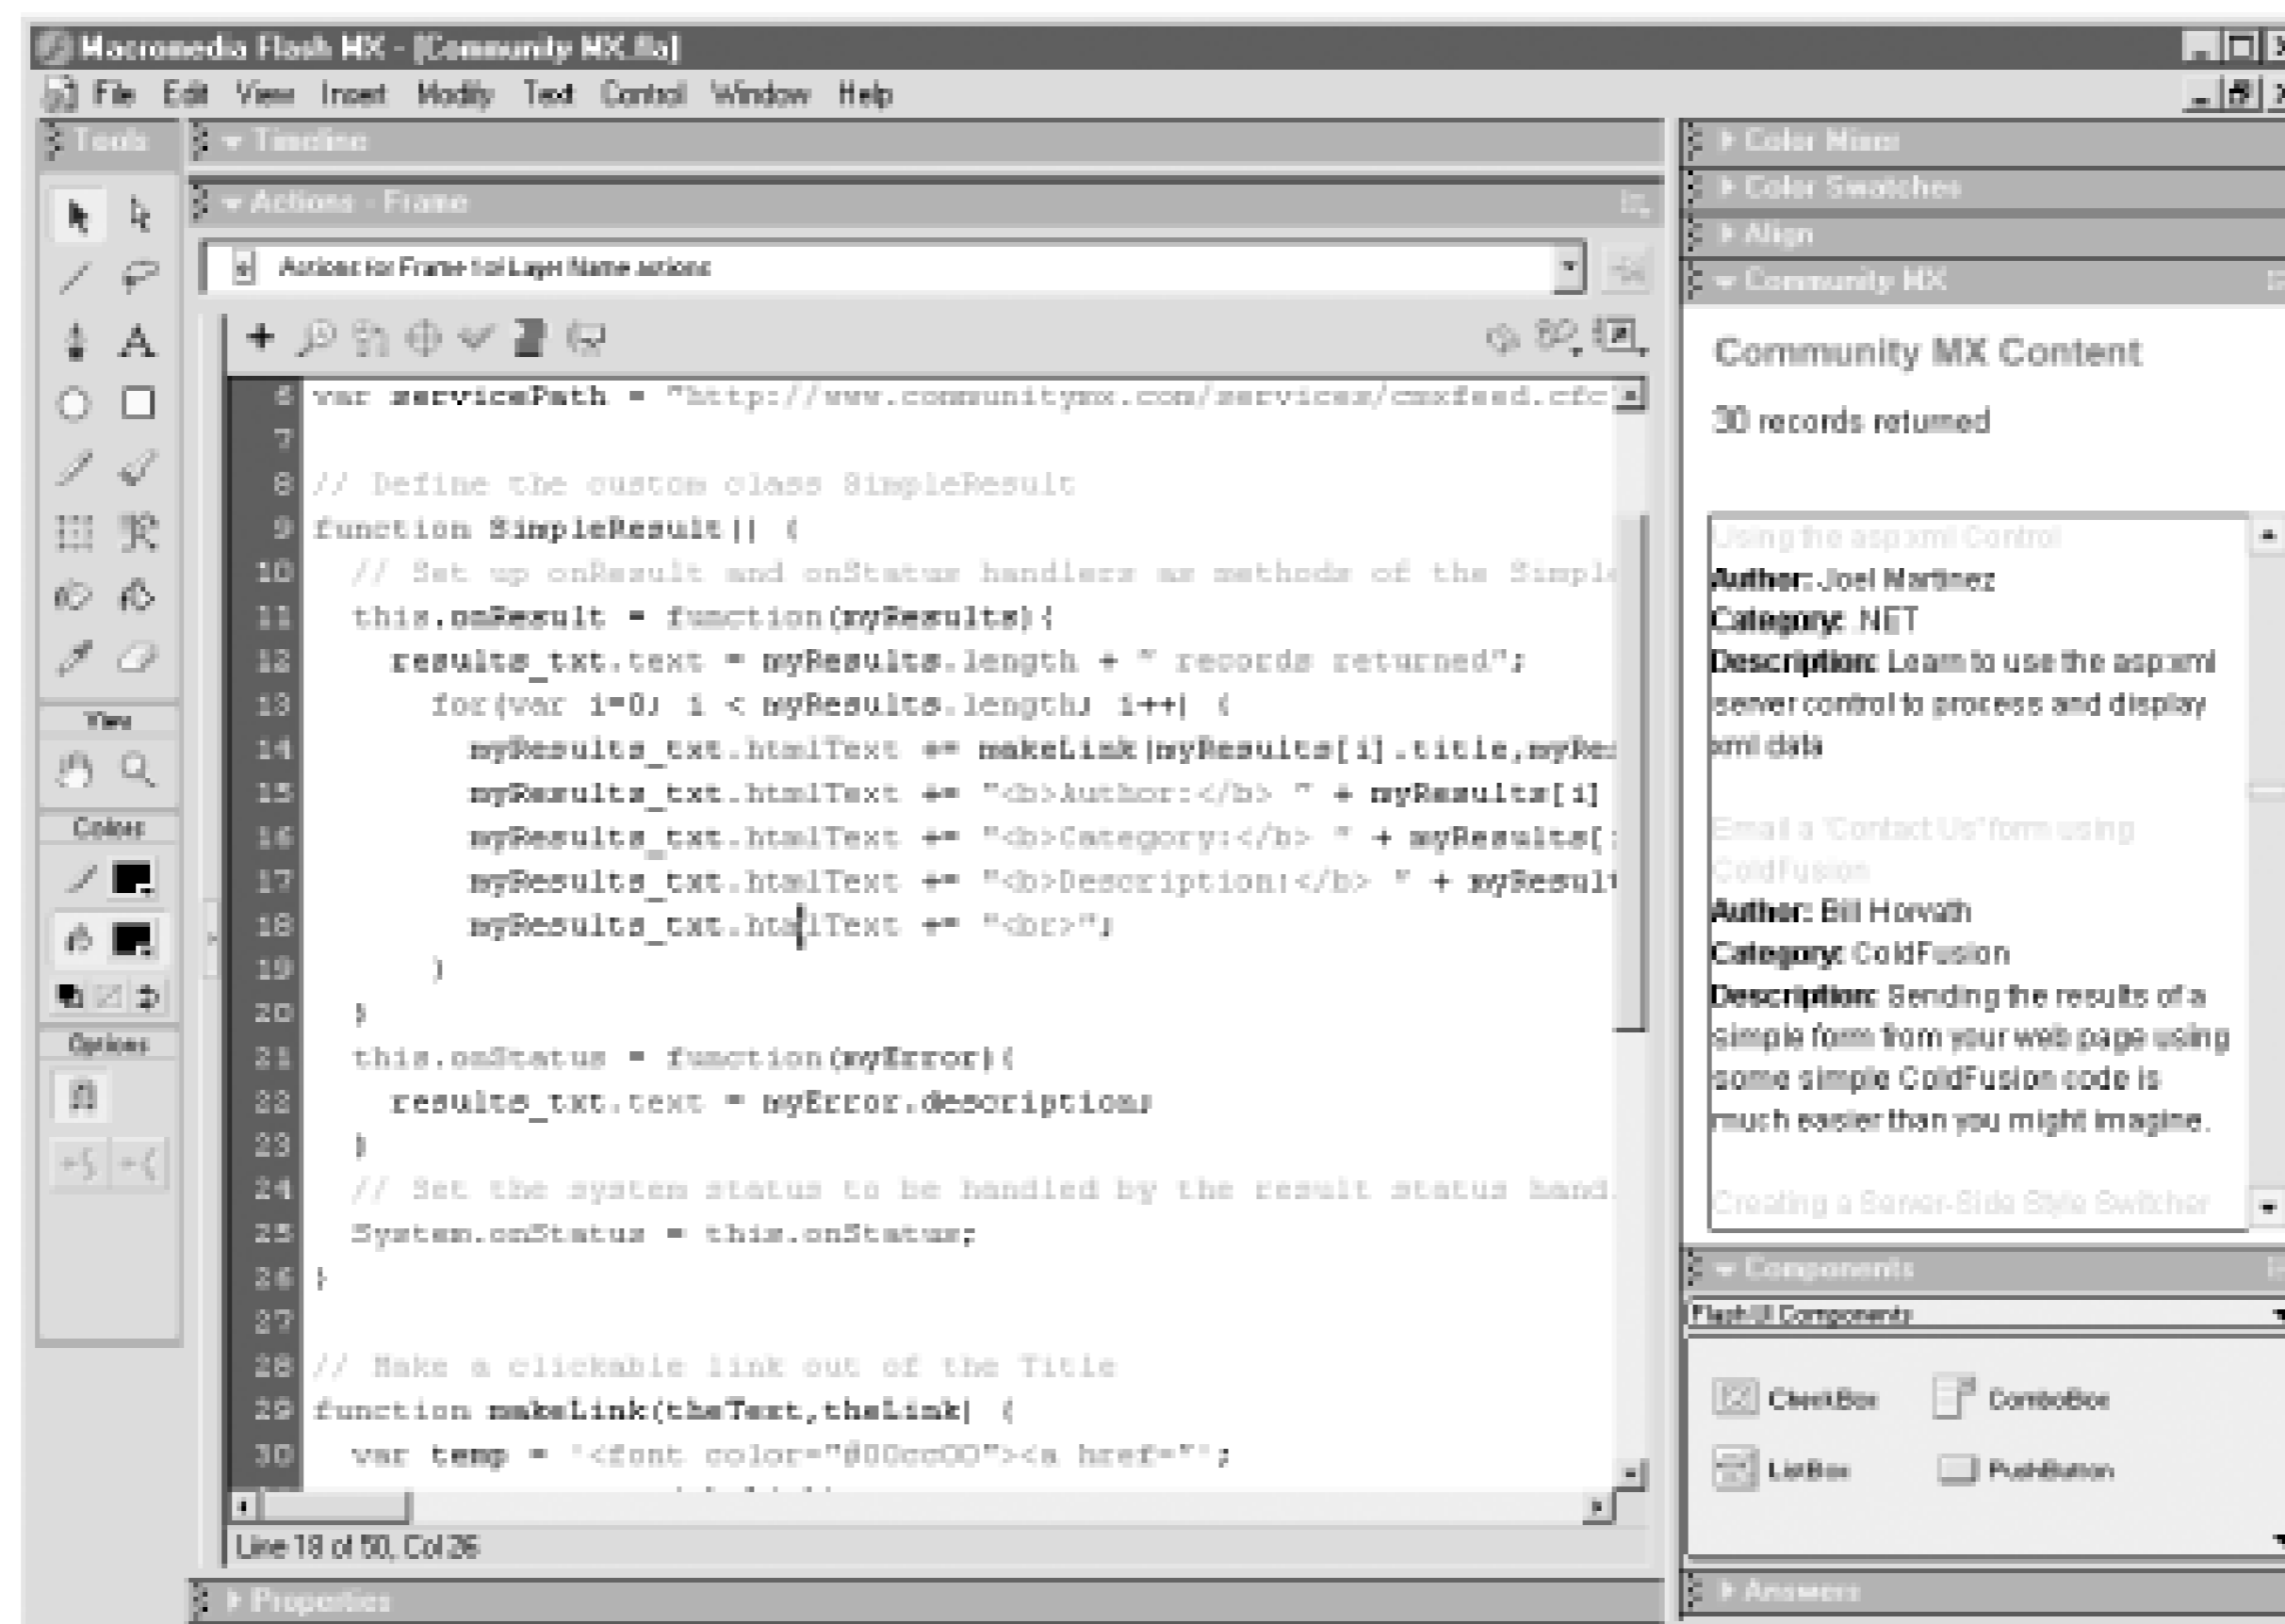 Macromedia Flash MX - [Community MX.fla]
File Edit View Insert Modify Text Control Window Help
Tools
Timeline
Actions - Frame
Actions for Frame 1 of Layer Name actions
6 var servicePath = "http://www.communitymx.com/services/cmxfeed.cfc
7
8 // Define the custom class SimpleResult
9 function SimpleResult() {
10 // Set up onResult and onStatus handlers as methods of the Simple
11 this.onResult = function(myResults){
12 results_txt.text = myResults.length + " records returned";
13 for(var i=0; i < myResults.length; i++) {
14 myResults_txt.htmlText += makeLink(myResults[i].title,myRes
15 myResults_txt.htmlText += "<b>Author:</b> " + myResults[i]
16 myResults_txt.htmlText += "<b>Category:</b> " + myResults[
17 myResults_txt.htmlText += "<b>Description:</b> " + myResult
18 myResults_txt.htmlText += "<br>";
19 }
20 }
21 this.onStatus = function(myError){
22 results_txt.text = myError.description;
23 }
24 // Set the system status to be handled by the result status hand
25 System.onStatus = this.onStatus;
26 }
27
28 // Make a clickable link out of the Title
29 function makeLink(theText,theLink) {
30 var temp = '<font color="#00cc00"><a href="';
Line 18 of 50, Col 26
Properties
View
Colors
Options
Color Mixer
Color Swatches
Align
Community MX
Community MX Content
30 records returned
Using the asp:xml Control
Author: Joel Martinez
Category: .NET
Description: Learn to use the asp:xml
server control to process and display
xml data
Email a 'Contact Us' form using
ColdFusion
Author: Bill Horvath
Category: ColdFusion
Description: Sending the results of a
simple form from your web page using
some simple ColdFusion code is
much easier than you might imagine.
Creating a Server-Side Style Switcher
Components
Flash UI Components
CheckBox ComboBox
ListBox PushButton
Answers